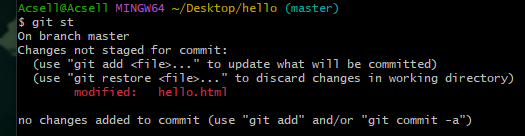 Acsell@Acsell MINGW64 ~/Desktop/hello (master)
$ git st
On branch master
Changes not staged for commit:
  (use "git add <file>..." to update what will be committed)
  (use "git restore <file>..." to discard changes in working directory)
        modified:   hello.html

no changes added to commit (use "git add" and/or "git commit -a")